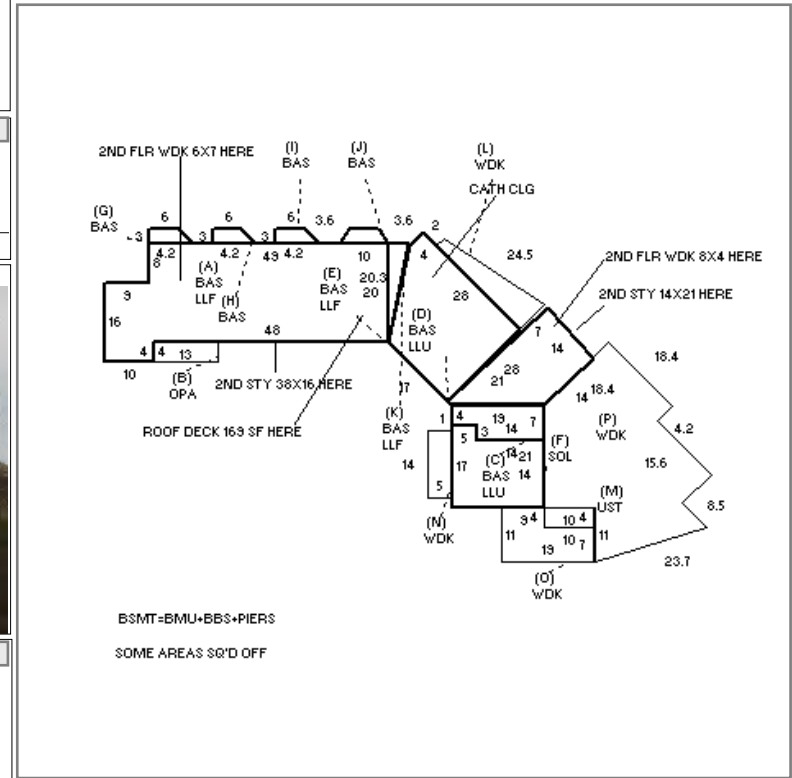 2ND FLR WDK 6X7 HERE
(I)
BAS
(J)
BAS
(L)
WDK
CATH CLG
(G)
BAS
3
6
3
6
3
6
3.6
3.6
2
24.5
4.2
4.2
49
4.2
10
4
8
2ND FLR WDK 8X4 HERE
2ND STY 14X21 HERE
(A)
BAS
LLF
(H)
BAS
(E)
BAS
LLF
20.3
20
28
9
16
(D)
BAS
LLU
7
14
48
4
4
13
10
(B)
OPA
2ND STY 38X16 HERE
17
28
21
18.4
14
18.4
ROOF DECK 169 SF HERE
(K)
BAS
LLF
1
4
19
14
7
3
5
(P)
WDK
4.2
(F)
SOL
14
17
(C)
BAS
LLU
14
21
14
15.6
5
(M)
UST
8.5
(N)
WDK
9
4
10
4
11
10
7
11
19
23.7
(O)
WDK
BSMT=BMU+BBS+PIERS
SOME AREAS SQ'D OFF